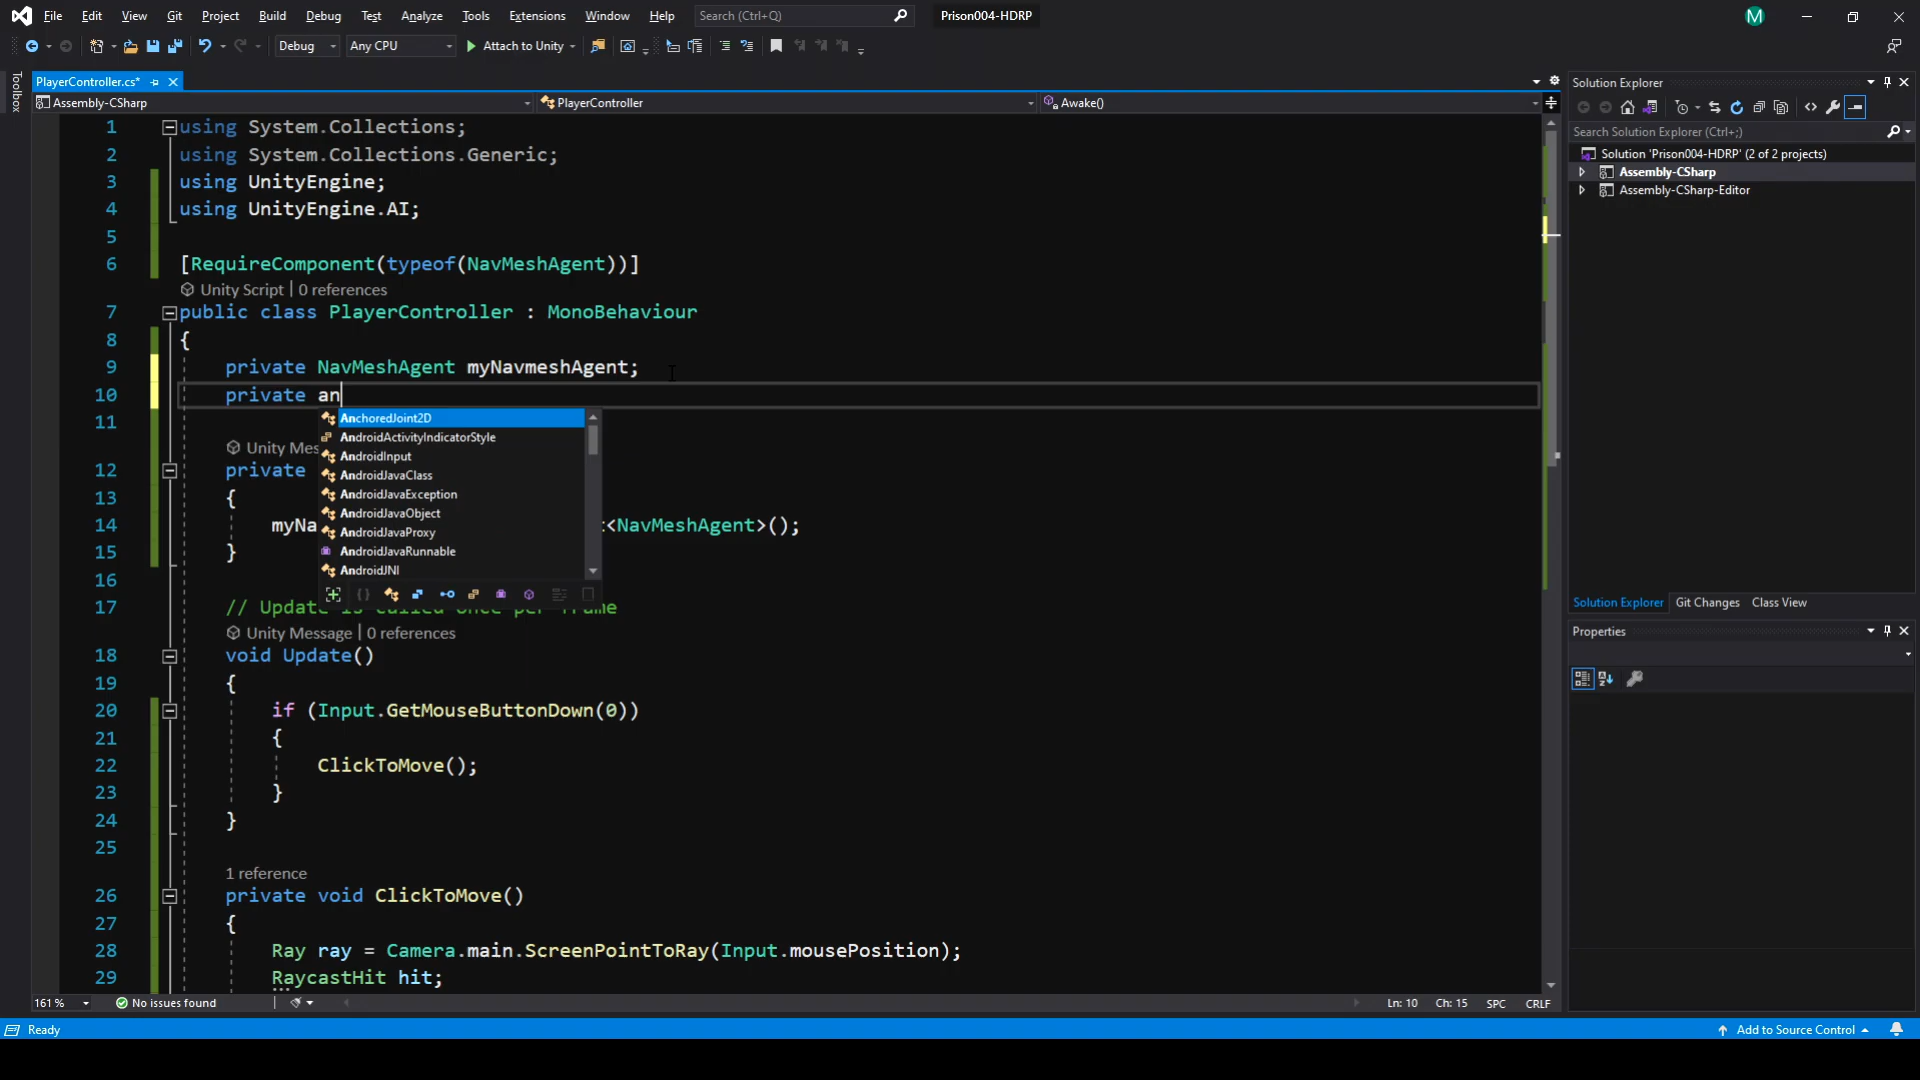 File Edit View Git Project Build Debug Test Analyze Tools Extensions Window Help Search (Ctrl+Q) Prison004-HDRP M
Debug Any CPU Attach to Unity
Toolbox
PlayerController.cs*
Assembly-CSharp PlayerController Awake()
1 using System.Collections;
2 using System.Collections.Generic;
3 using UnityEngine;
4 using UnityEngine.AI;
5
6 [RequireComponent(typeof(NavMeshAgent))]
Unity Script | 0 references
7 public class PlayerController : MonoBehaviour
8 {
9 private NavMeshAgent myNavmeshAgent;
10 private an
11
AnchoredJoint2D
AndroidActivityIndicatorStyle
AndroidInput
AndroidJavaClass
AndroidJavaException
AndroidJavaObject
AndroidJavaProxy
AndroidJavaRunnable
AndroidJNI
Unity Mes
12 private
13 {
14 myNa t<NavMeshAgent>();
15 }
16
17 // Update is called once per frame
Unity Message | 0 references
18 void Update()
19 {
20 if (Input.GetMouseButtonDown(0))
21 {
22 ClickToMove();
23 }
24 }
25
1 reference
26 private void ClickToMove()
27 {
28 Ray ray = Camera.main.ScreenPointToRay(Input.mousePosition);
29 RaycastHit hit;
161 % No issues found Ln: 10 Ch: 15 SPC CRLF
Ready Add to Source Control
Solution Explorer
Search Solution Explorer (Ctrl+;)
Solution 'Prison004-HDRP' (2 of 2 projects)
Assembly-CSharp
Assembly-CSharp-Editor
Solution Explorer Git Changes Class View
Properties